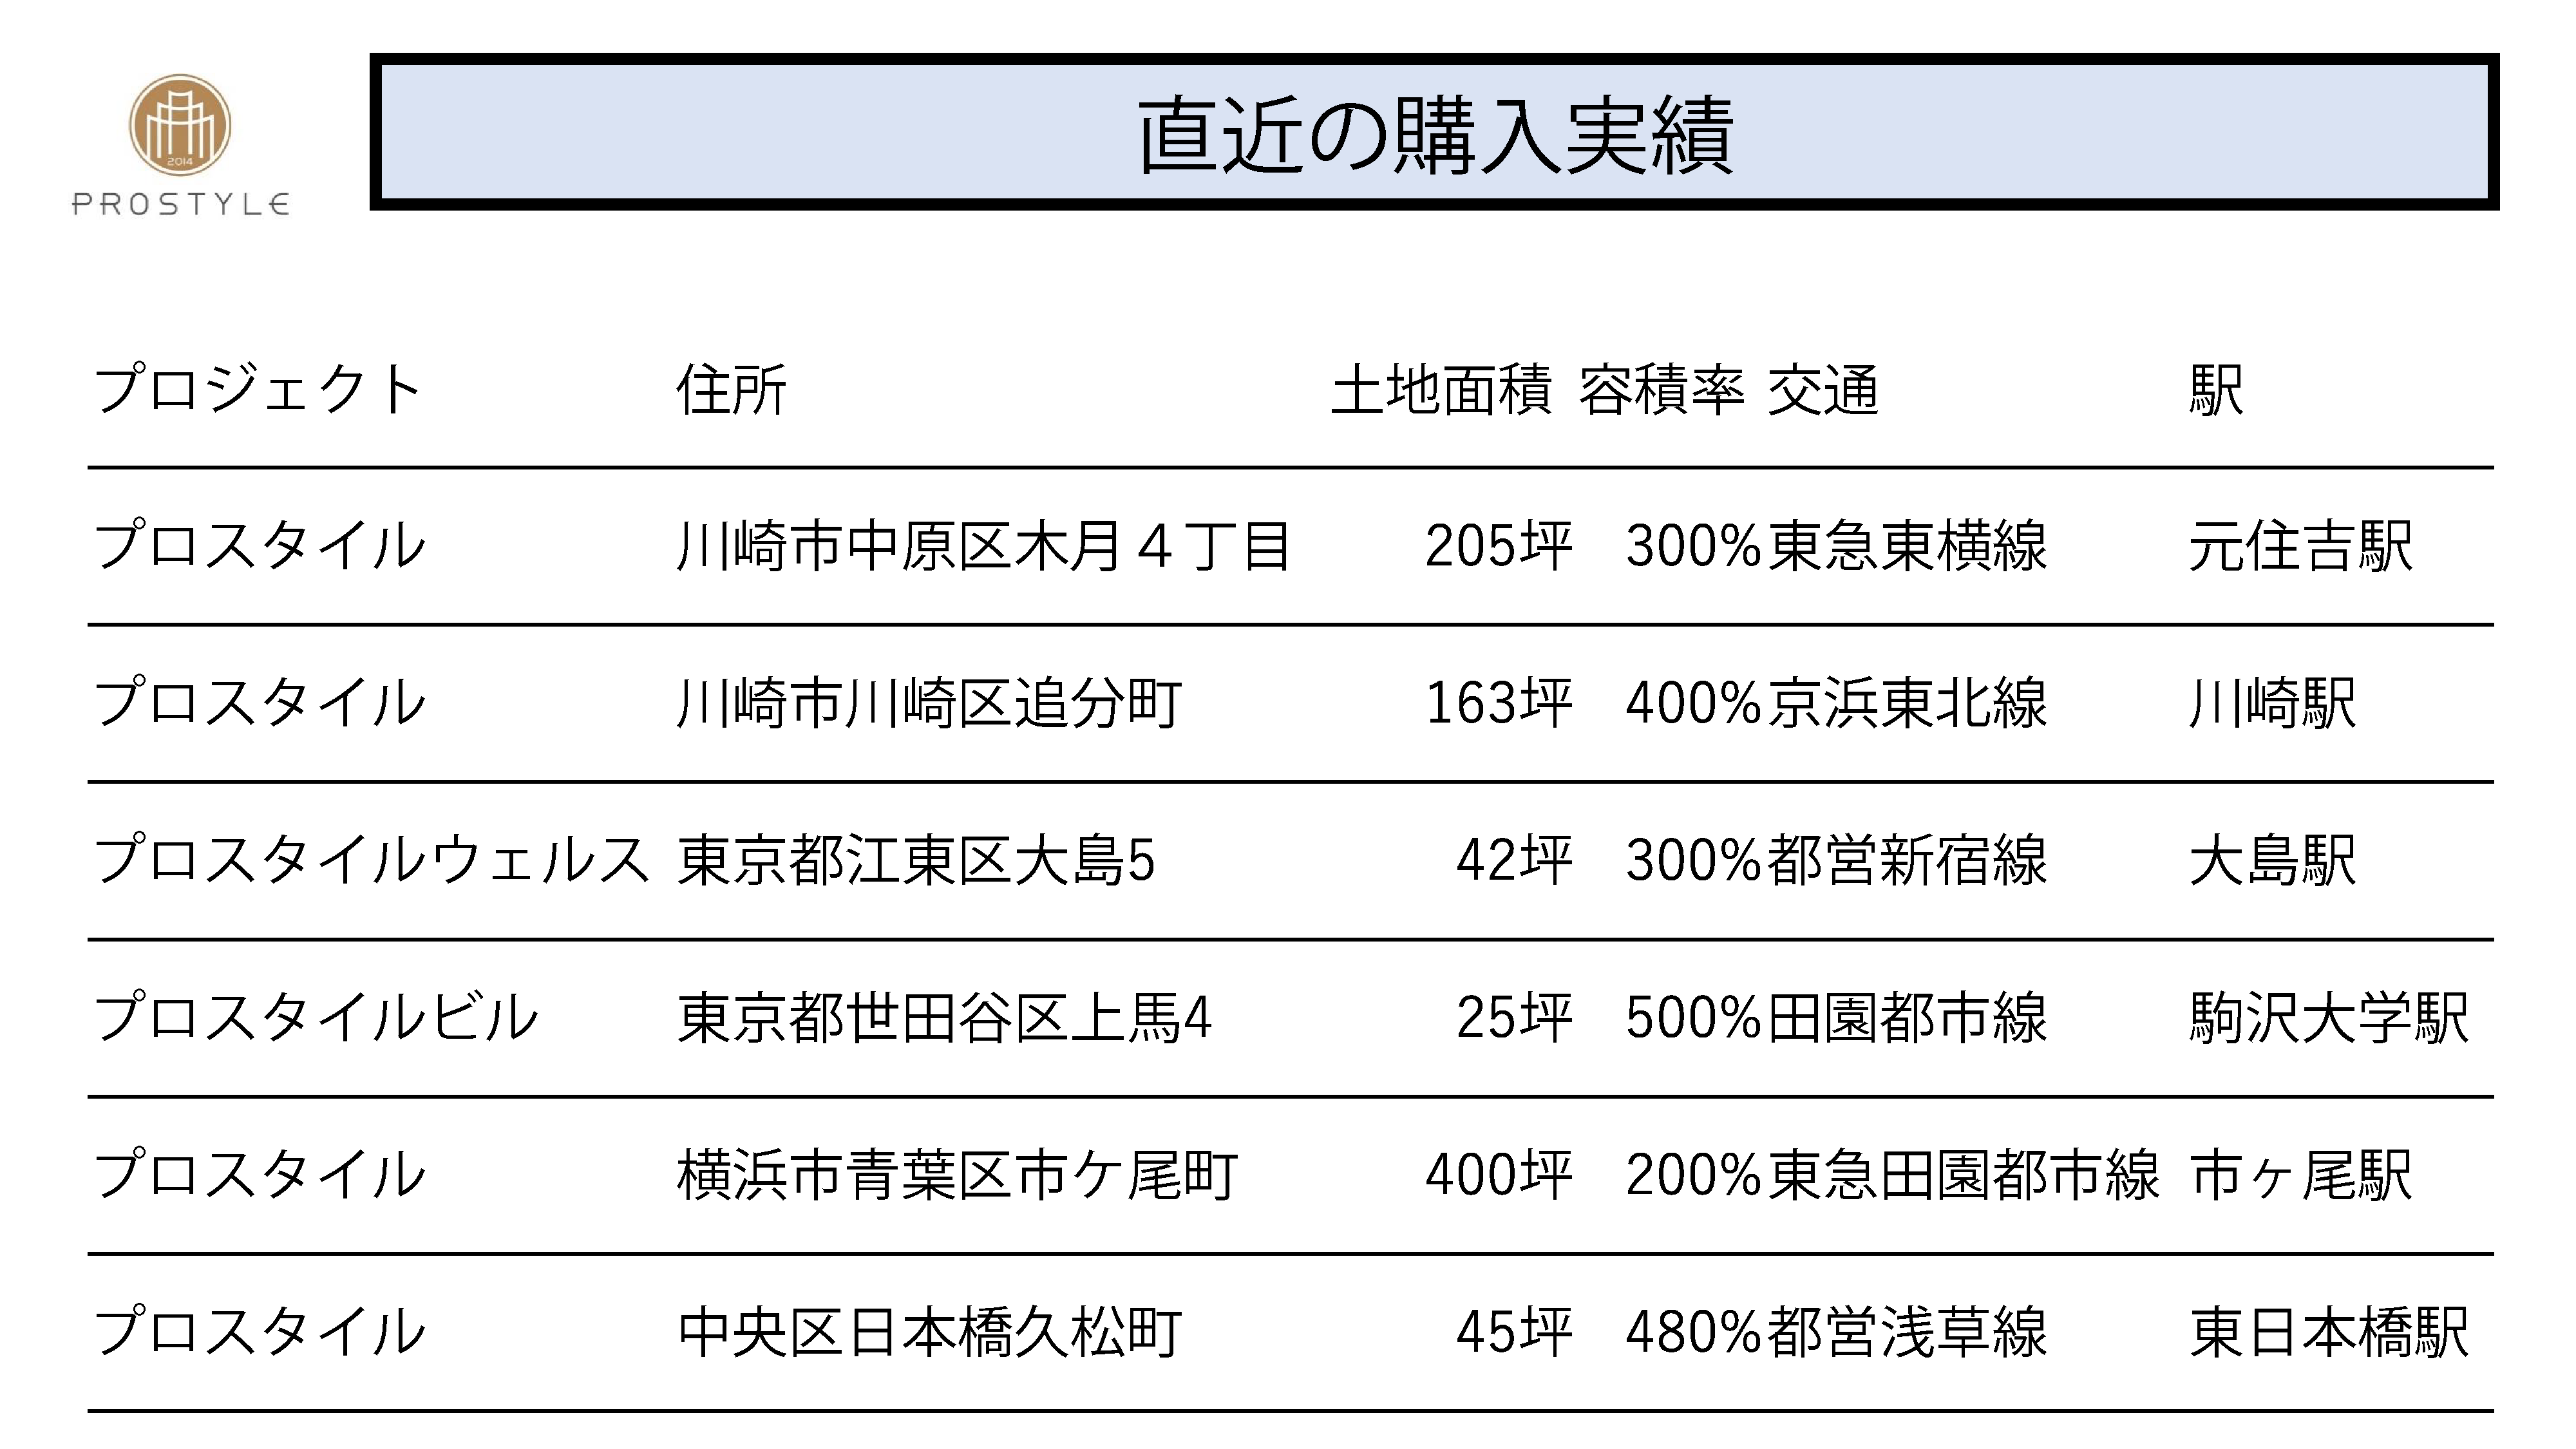 直近の購入実績
2014
PROSTYLE
プロジェクト 住所 土地面積 容積率 交通 駅
プロスタイル 川崎市中原区木月４丁目 205坪 300% 東急東横線 元住吉駅
プロスタイル 川崎市川崎区追分町 163坪 400% 京浜東北線 川崎駅
プロスタイルウェルス 東京都江東区大島5 42坪 300% 都営新宿線 大島駅
プロスタイルビル 東京都世田谷区上馬4 25坪 500% 田園都市線 駒沢大学駅
プロスタイル 横浜市青葉区市ケ尾町 400坪 200% 東急田園都市線 市ヶ尾駅
プロスタイル 中央区日本橋久松町 45坪 480% 都営浅草線 東日本橋駅